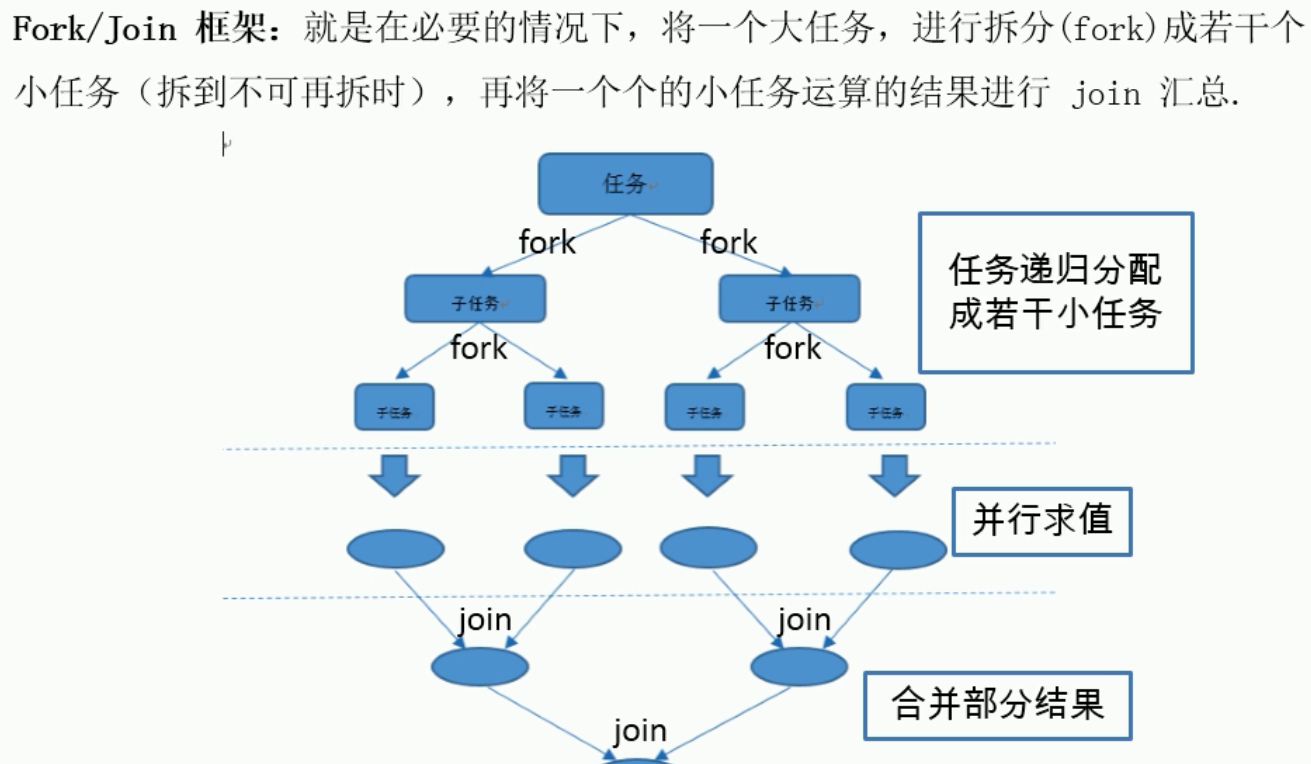 Fork/Join 框架：就是在必要的情况下，将一个大任务，进行拆分(fork)成若干个
小任务（拆到不可再拆时），再将一个个的小任务运算的结果进行 join 汇总.
任务
fork
fork
任务递归分配
成若干小任务
子任务
子任务
fork
fork
子任务
子任务
子任务
子任务
并行求值
join
join
合并部分结果
join